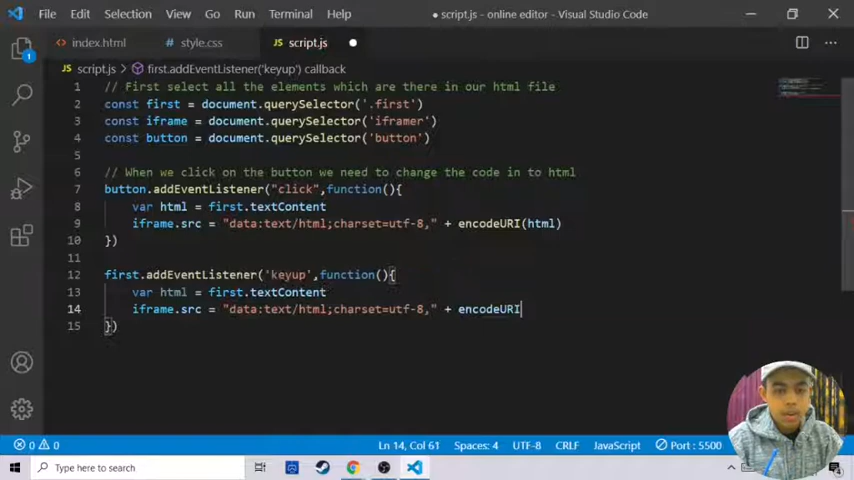 File Edit Selection View Go Run Terminal Help ● script.js - online editor - Visual Studio Code
index.html style.css JS script.js
JS script.js > first.addEventListener('keyup') callback
1 // First select all the elements which are there in our html file
2 const first = document.querySelector('.first')
3 const iframe = document.querySelector('iframer')
4 const button = document.querySelector('button')
5
6 // When we click on the button we need to change the code in to html
7 button.addEventListener("click",function(){
8 var html = first.textContent
9 iframe.src = "data:text/html;charset=utf-8," + encodeURI(html)
10 })
11
12 first.addEventListener('keyup',function(){
13 var html = first.textContent
14 iframe.src = "data:text/html;charset=utf-8," + encodeURI
15 })
1
0 0 Ln 14, Col 61 Spaces: 4 UTF-8 CRLF JavaScript Port : 5500
Type here to search
4